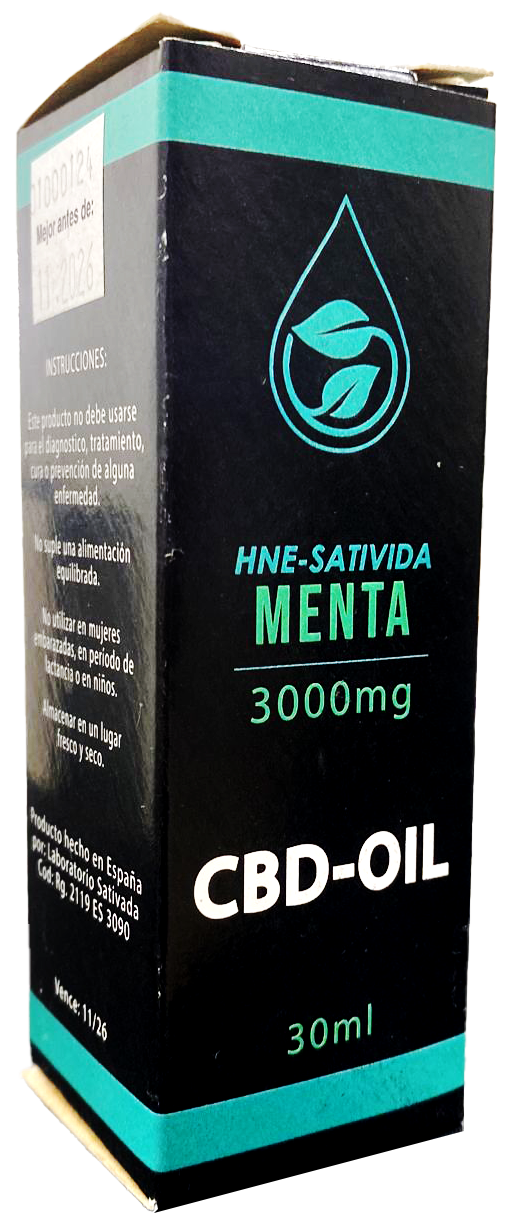 01000124
Mejor antes de:
11-2026
INSTRUCCIONES:
Este producto no debe usarse
para el diagnostico, tratamiento,
cura o prevención de alguna
enfermedad.
No suple una alimentación
equilibrada.
No utilizar en mujeres
embarazadas, en período de
lactancia o en niños.
Almacenar en un lugar
fresco y seco.
Producto hecho en España
por: Laboratorio Sativada
Cod: Rg. 2119 ES 3090
Vence: 11/26
HNE-SATIVIDA
MENTA
3000mg
CBD-OIL
30ml